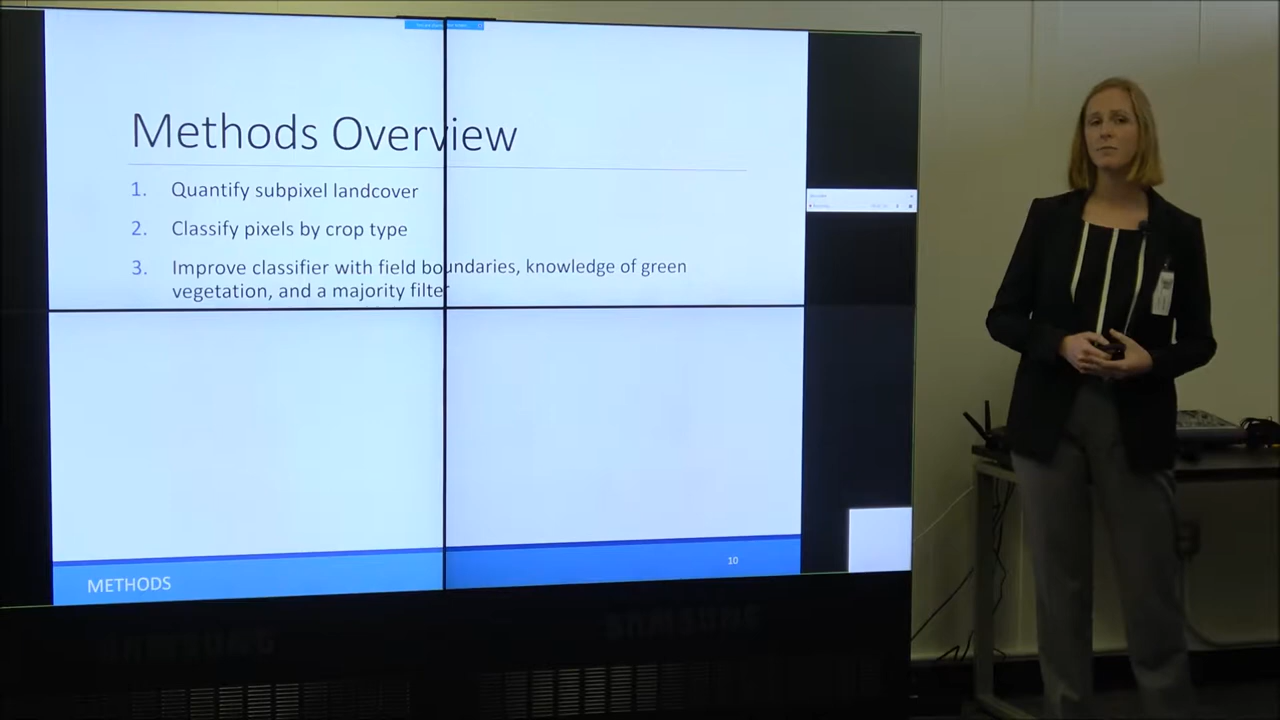 Methods Overview
1. Quantify subpixel landcover
2. Classify pixels by crop type
3. Improve classifier with field boundaries, knowledge of green
vegetation, and a majority filter
METHODS
10